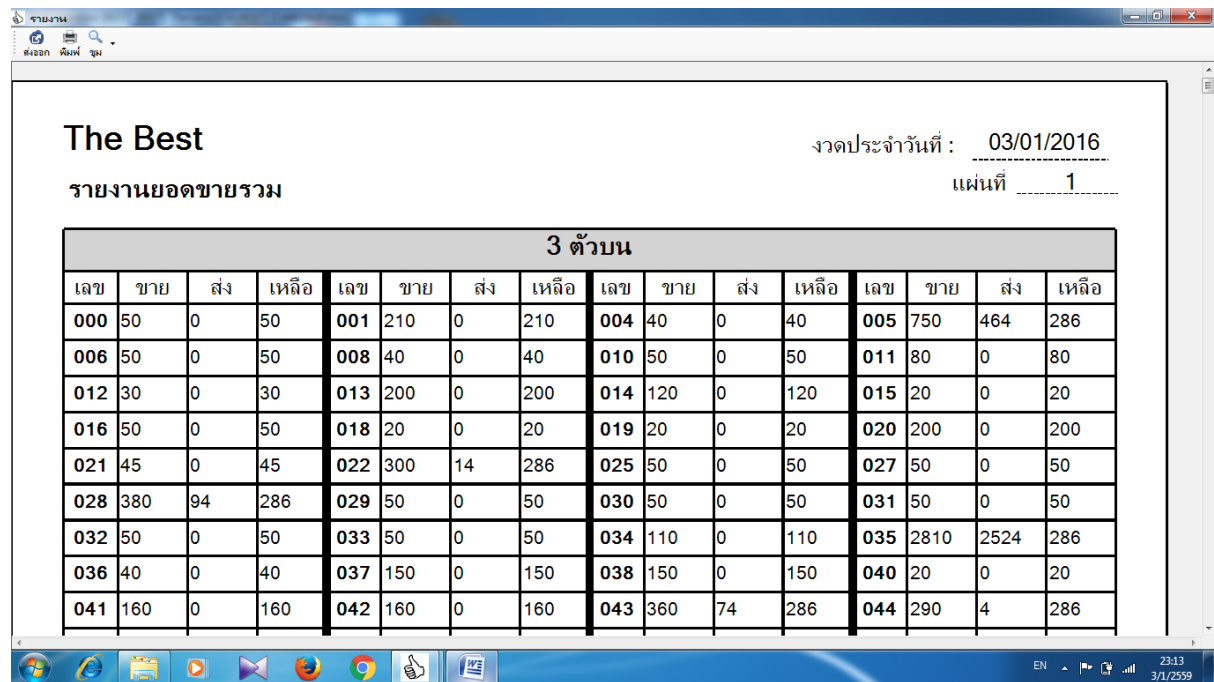 รายงาน
ส่งออก พิมพ์ ซูม
The Best
งวดประจำวันที่ : 03/01/2016
รายงานยอดขายรวม
แผ่นที่ 1
3 ตัวบน
เลข ขาย ส่ง เหลือ เลข ขาย ส่ง เหลือ เลข ขาย ส่ง เหลือ เลข ขาย ส่ง เหลือ
000 50 0 50 001 210 0 210 004 40 0 40 005 750 464 286
006 50 0 50 008 40 0 40 010 50 0 50 011 80 0 80
012 30 0 30 013 200 0 200 014 120 0 120 015 20 0 20
016 50 0 50 018 20 0 20 019 20 0 20 020 200 0 200
021 45 0 45 022 300 14 286 025 50 0 50 027 50 0 50
028 380 94 286 029 50 0 50 030 50 0 50 031 50 0 50
032 50 0 50 033 50 0 50 034 110 0 110 035 2810 2524 286
036 40 0 40 037 150 0 150 038 150 0 150 040 20 0 20
041 160 0 160 042 160 0 160 043 360 74 286 044 290 4 286
EN 23:13
3/1/2559